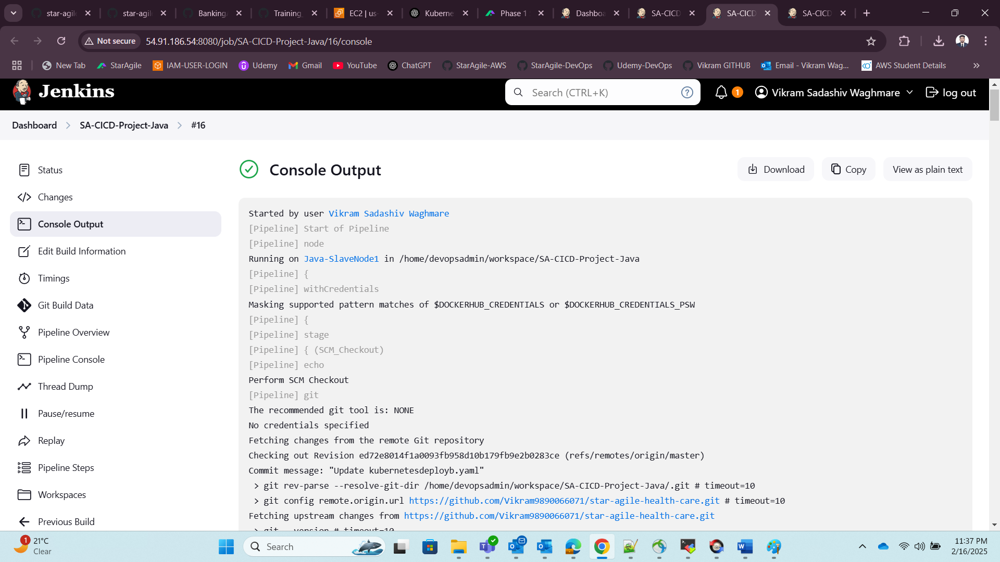 star-agile
star-agile
Banking
Training
EC2 | us-
Kuberne
Phase 1
Dashboa
SA-CICD
SA-CICD
SA-CICD
Not secure
54.91.186.54:8080/job/SA-CICD-Project-Java/16/console
New Tab
StarAgile
IAM-USER-LOGIN
Udemy
Gmail
YouTube
ChatGPT
StarAgile-AWS
StarAgile-DevOps
Udemy-DevOps
Vikram GITHUB
Email - Vikram Wag...
AWS Student Details
Jenkins
Search (CTRL+K)
1
Vikram Sadashiv Waghmare
log out
Dashboard
SA-CICD-Project-Java
#16
Status
Changes
Console Output
Edit Build Information
Timings
Git Build Data
Pipeline Overview
Pipeline Console
Thread Dump
Pause/resume
Replay
Pipeline Steps
Workspaces
Previous Build
Console Output
Download
Copy
View as plain text
Started by user Vikram Sadashiv Waghmare
[Pipeline] Start of Pipeline
[Pipeline] node
Running on Java-SlaveNode1 in /home/devopsadmin/workspace/SA-CICD-Project-Java
[Pipeline] {
[Pipeline] withCredentials
Masking supported pattern matches of $DOCKERHUB_CREDENTIALS or $DOCKERHUB_CREDENTIALS_PSW
[Pipeline] {
[Pipeline] stage
[Pipeline] { (SCM_Checkout)
[Pipeline] echo
Perform SCM Checkout
[Pipeline] git
The recommended git tool is: NONE
No credentials specified
Fetching changes from the remote Git repository
Checking out Revision ed72e8014f1a0093fb958d10b179fb9e2b0283ce (refs/remotes/origin/master)
Commit message: "Update kubernetesdeployb.yaml"
> git rev-parse --resolve-git-dir /home/devopsadmin/workspace/SA-CICD-Project-Java/.git # timeout=10
> git config remote.origin.url https://github.com/Vikram9890066071/star-agile-health-care.git # timeout=10
Fetching upstream changes from https://github.com/Vikram9890066071/star-agile-health-care.git
> git --version # timeout=10
1
21°C
Clear
Search
11:37 PM
2/16/2025